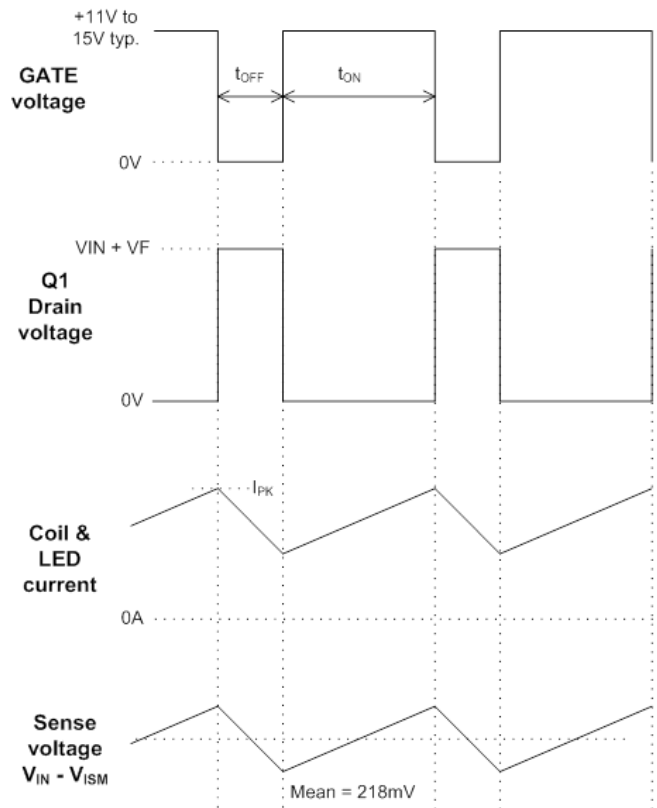 +11V to
15V typ.
GATE
voltage
tOFF
tON
0V
VIN + VF
Q1
Drain
voltage
0V
IPK
Coil &
LED
current
0A
Sense
voltage
VIN - VISM
Mean = 218mV